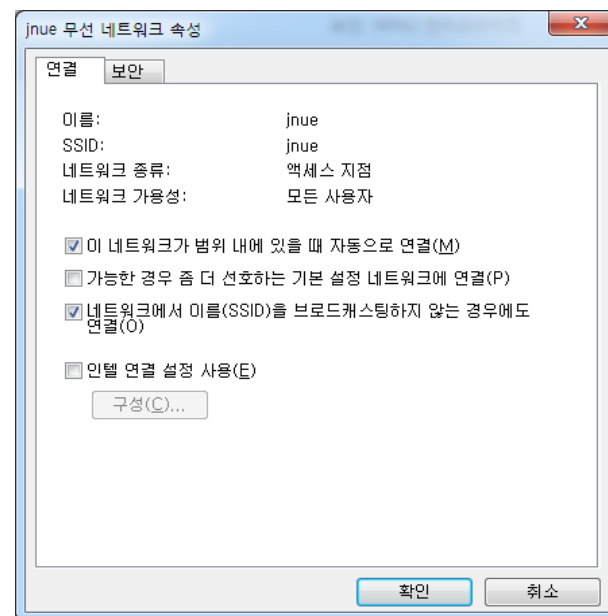 jnue 무선 네트워크 속성
연결 보안
이름: jnue
SSID: jnue
네트워크 종류: 액세스 지점
네트워크 가용성: 모든 사용자
이 네트워크가 범위 내에 있을 때 자동으로 연결(M)
가능한 경우 좀 더 선호하는 기본 설정 네트워크에 연결(P)
네트워크에서 이름(SSID)을 브로드캐스팅하지 않는 경우에도
연결(O)
인텔 연결 설정 사용(E)
구성(C)...
확인 취소